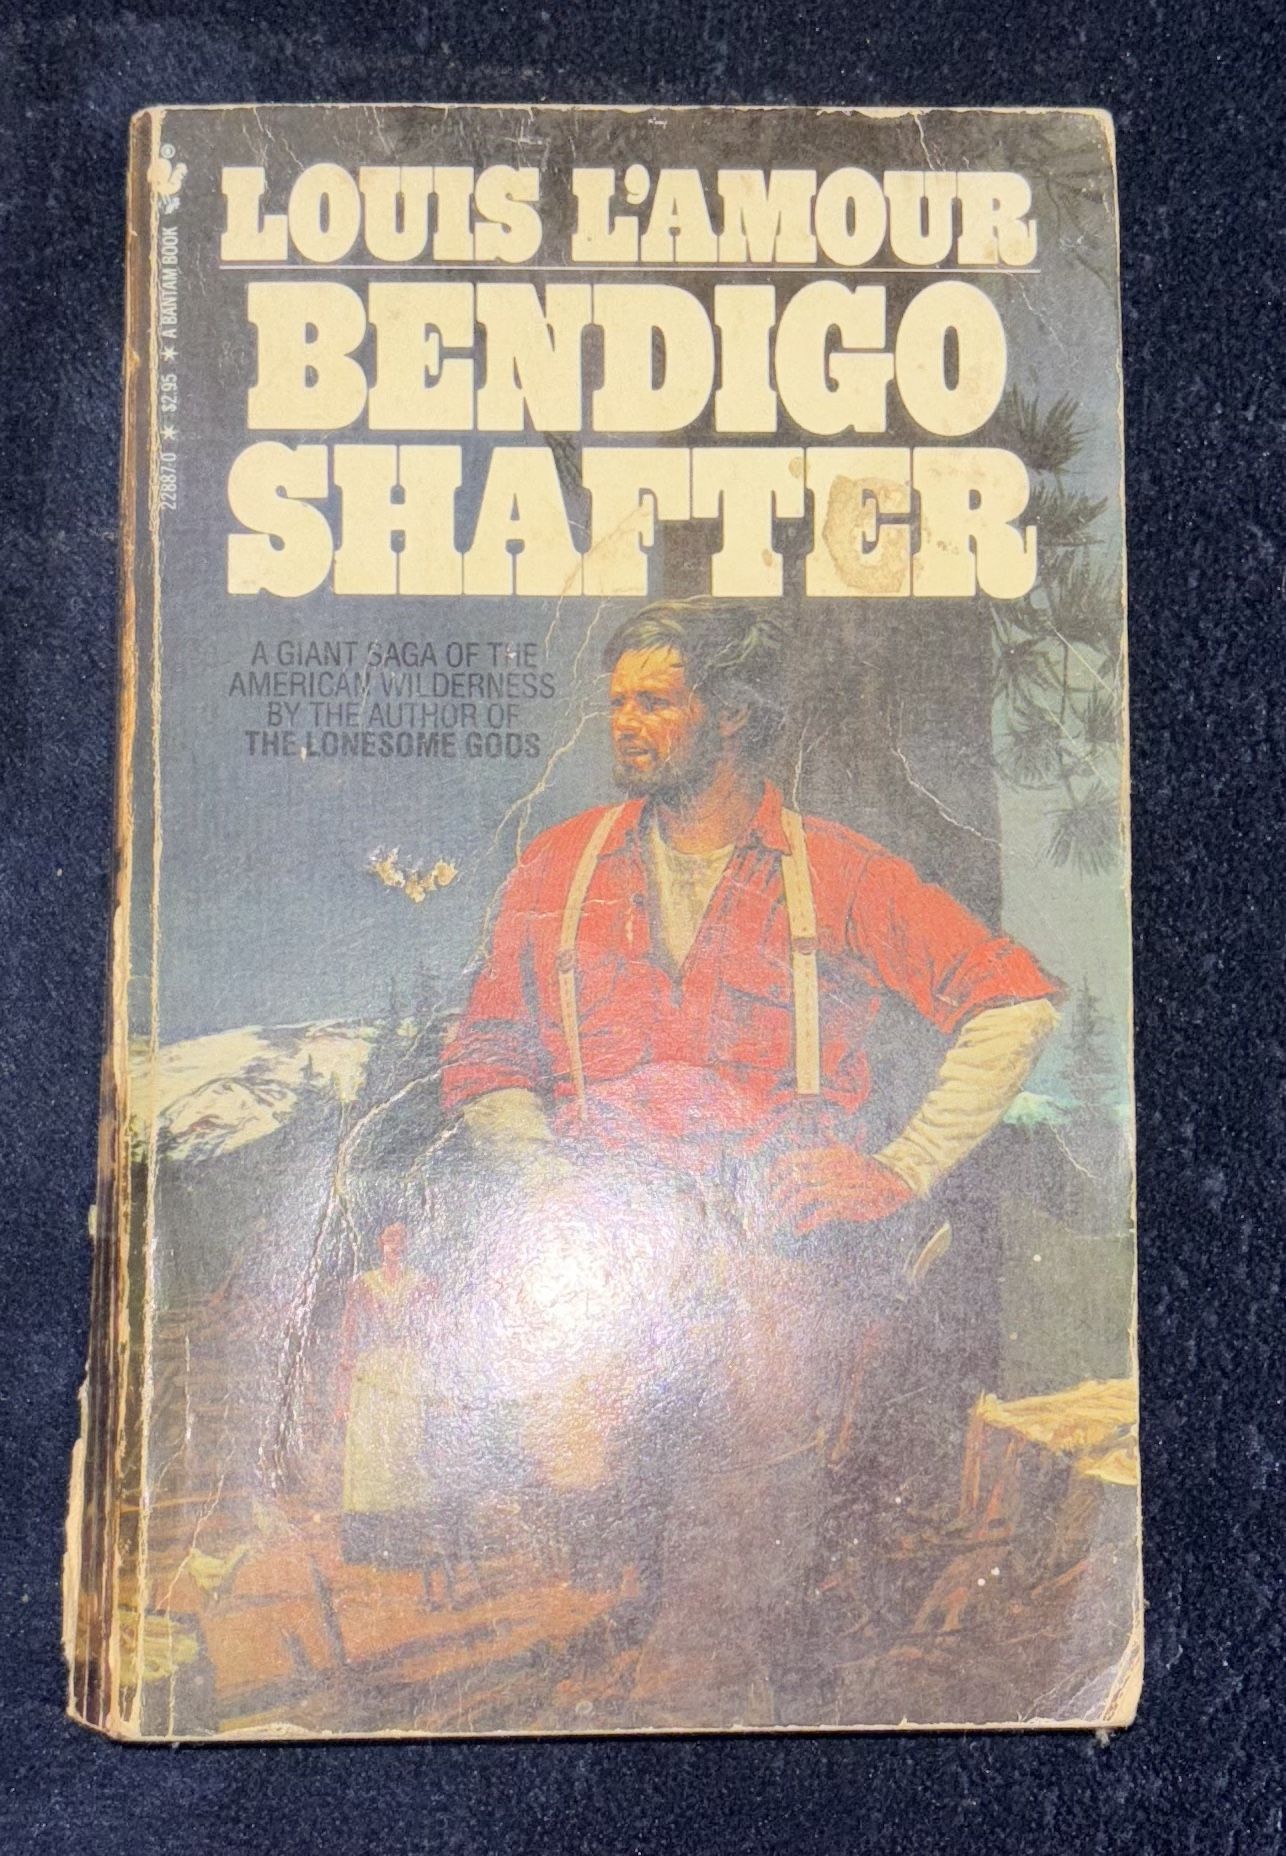 LOUIS L'AMOUR
BENDIGO
SHAFTER
A GIANT SAGA OF THE
AMERICAN WILDERNESS
BY THE AUTHOR OF
THE LONESOME GODS
22887-0 ★ $2.95 ★ A BANTAM BOOK ®